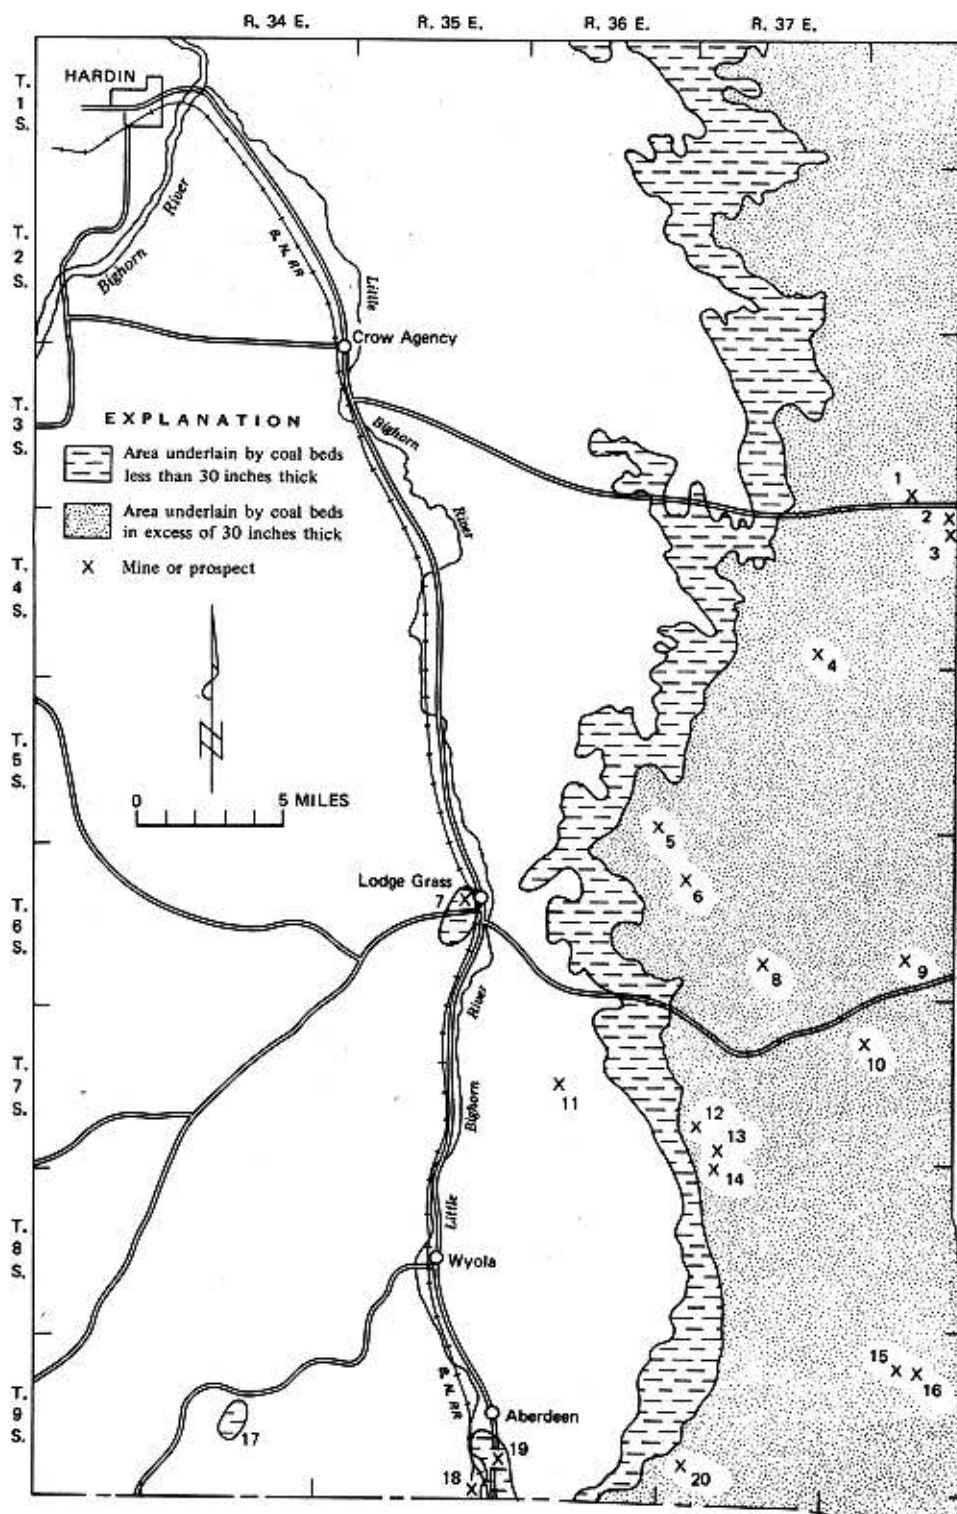 R. 34 E. R. 35 E. R. 36 E. R. 37 E.
T. 1 S.
HARDIN
River
Bighorn
T. 2 S.
B. N. RR
Little
Crow Agency
T. 3 S.
EXPLANATION
Area underlain by coal beds
less than 30 inches thick
Area underlain by coal beds
in excess of 30 inches thick
X Mine or prospect
Bighorn
River
1
2
3
T. 4 S.
4
N
T. 5 S.
0 5 MILES
5
6
Lodge Grass
7
T. 6 S.
8
9
River
10
T. 7 S.
11
Bighorn
12
13
14
Little
T. 8 S.
Wyola
15
16
B. N. RR
T. 9 S.
Aberdeen
17
19
18
20